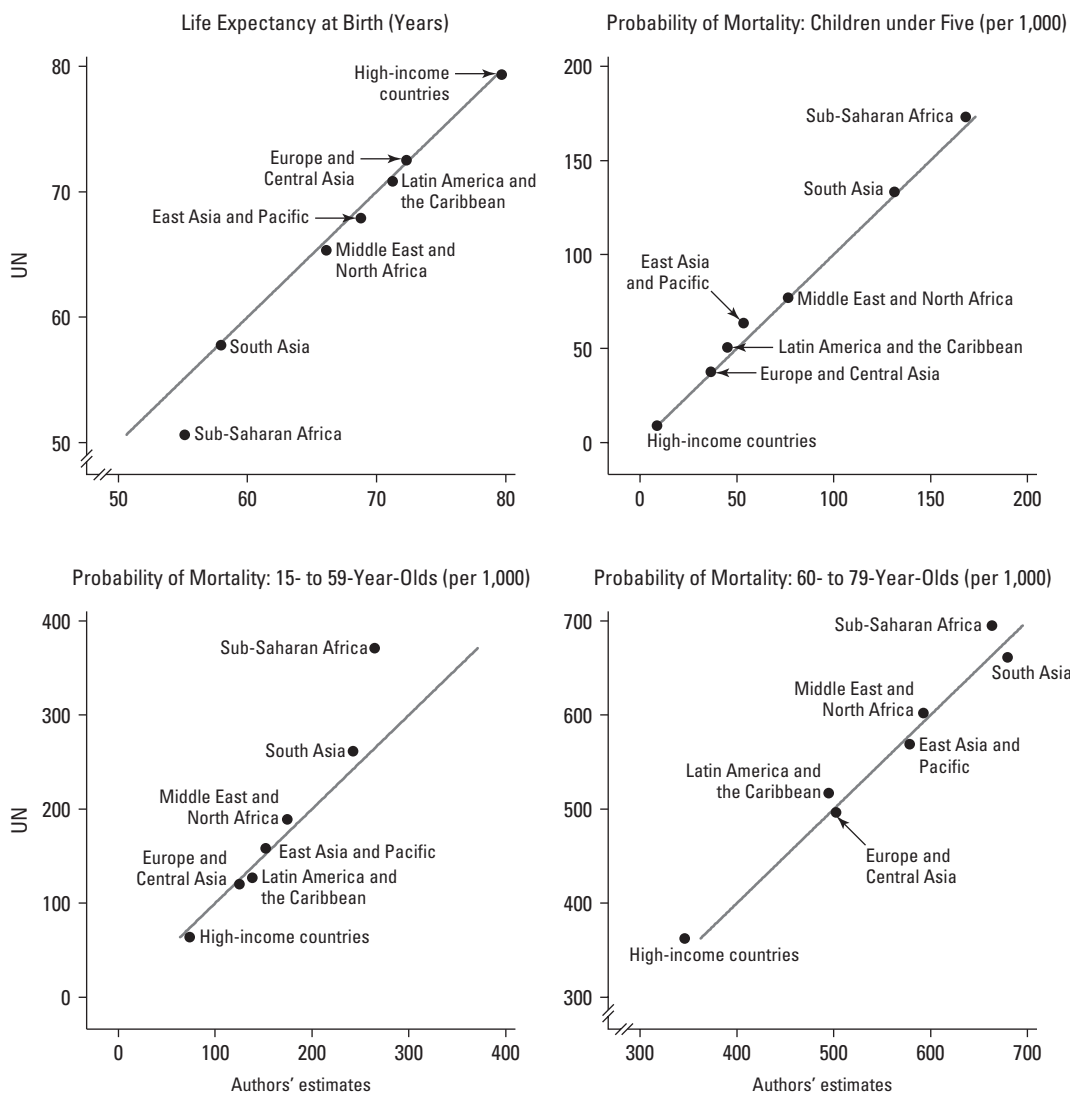 Life Expectancy at Birth (Years)
80
70
60
50
UN
High-income
countries
Europe and
Central Asia
Latin America and
the Caribbean
East Asia and Pacific
Middle East and
North Africa
South Asia
Sub-Saharan Africa
50
60
70
80
Probability of Mortality: Children under Five (per 1,000)
200
150
100
50
0
Sub-Saharan Africa
South Asia
East Asia
and Pacific
Middle East and North Africa
Latin America and the Caribbean
Europe and Central Asia
High-income countries
0
50
100
150
200
Probability of Mortality: 15- to 59-Year-Olds (per 1,000)
400
300
200
100
0
UN
Sub-Saharan Africa
South Asia
Middle East and
North Africa
East Asia and Pacific
Europe and
Central Asia
Latin America and
the Caribbean
High-income countries
0
100
200
300
400
Authors' estimates
Probability of Mortality: 60- to 79-Year-Olds (per 1,000)
700
600
500
400
300
Sub-Saharan Africa
South Asia
Middle East and
North Africa
East Asia and
Pacific
Latin America and
the Caribbean
Europe and
Central Asia
High-income countries
300
400
500
600
700
Authors' estimates